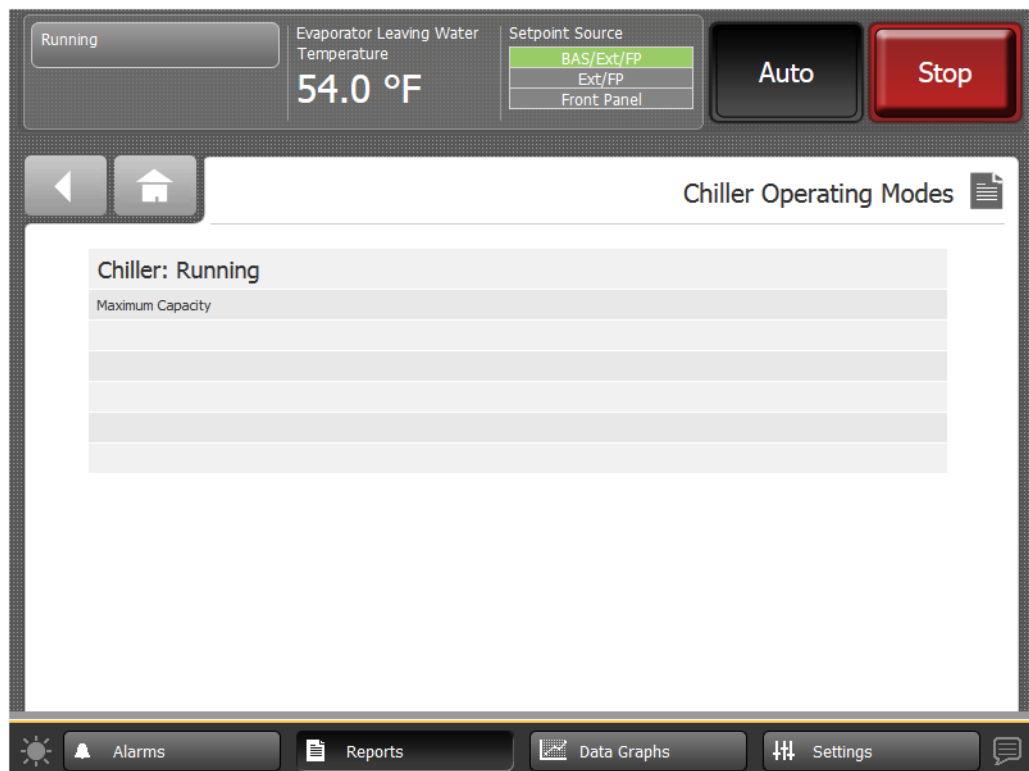 Running
Evaporator Leaving Water
Temperature
54.0 °F
Setpoint Source
BAS/Ext/FP
Ext/FP
Front Panel
Auto
Stop
Chiller Operating Modes
Chiller: Running
Maximum Capacity
Alarms
Reports
Data Graphs
Settings